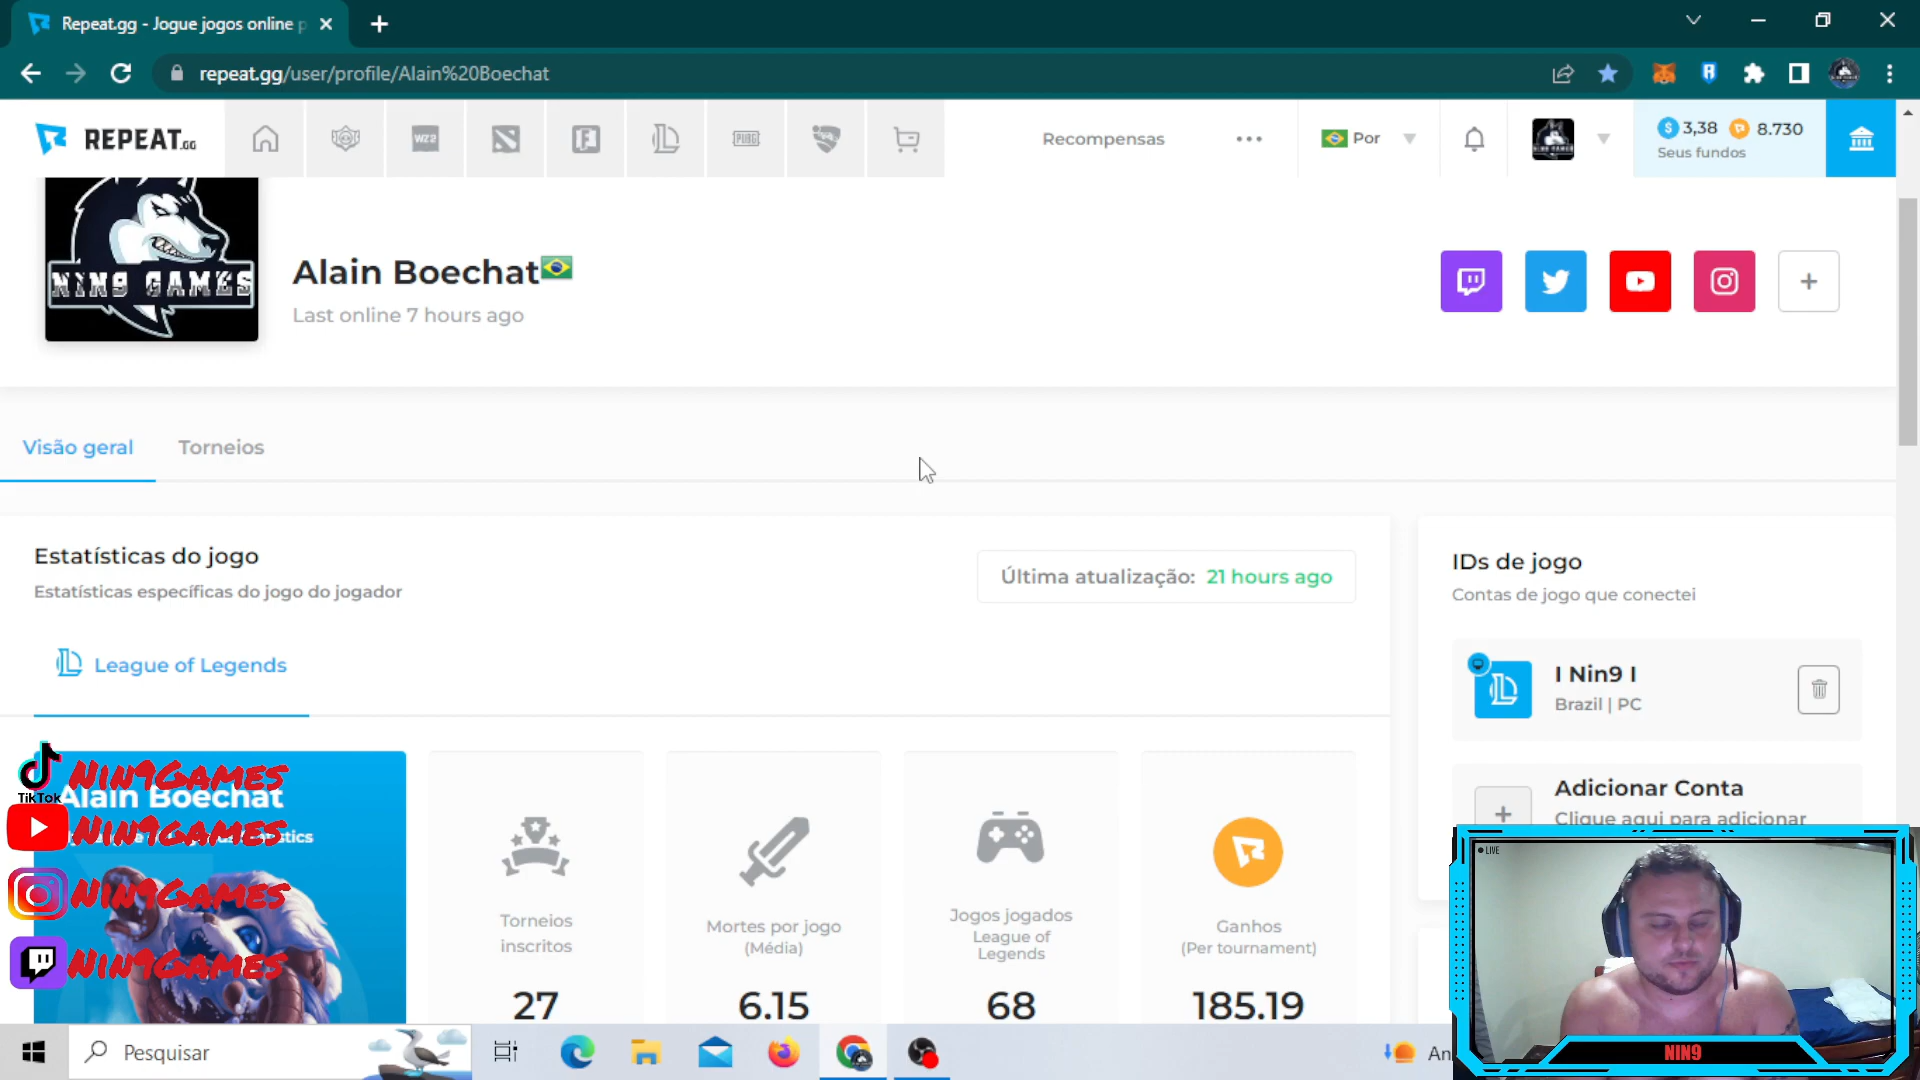 Repeat.gg - Jogue jogos online p
repeat.gg/user/profile/Alain%20Boechat
REPEAT.GG
WZ2
PUBG
Recompensas
Por
3,38
8.730
Seus fundos
NIN9 GAMES
Alain Boechat
Last online 7 hours ago
Visão geral
Torneios
Estatísticas do jogo
Estatísticas específicas do jogo do jogador
Última atualização: 21 hours ago
League of Legends
IDs de jogo
Contas de jogo que conectei
I Nin9 I
Brazil | PC
Adicionar Conta
Clique aqui para adicionar
Alain Boechat
TikTok
Nin9Games
Nin9Games
Nin9Games
Nin9Games
Torneios
inscritos
27
Mortes por jogo
(Média)
6.15
Jogos jogados
League of
Legends
68
Ganhos
(Per tournament)
185.19
LIVE
NIN9
Pesquisar
An